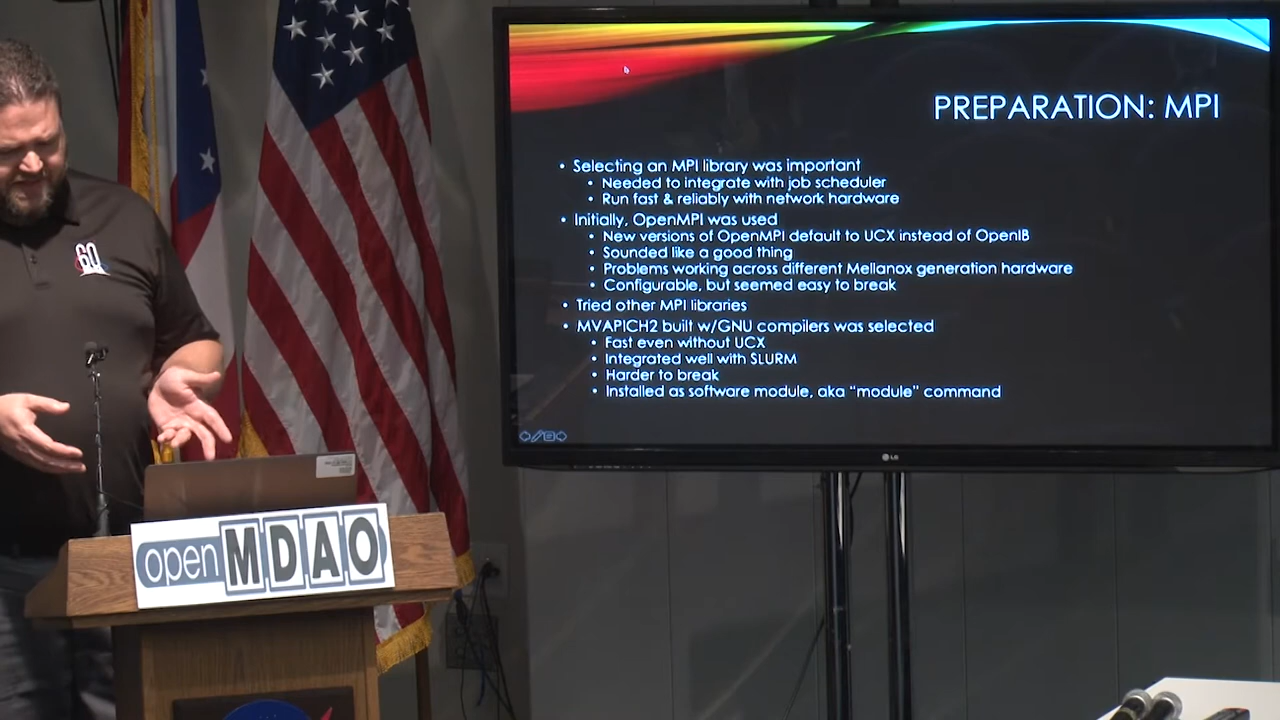 PREPARATION: MPI
• Selecting an MPI library was important
• Needed to integrate with job scheduler
• Run fast & reliably with network hardware
• Initially, OpenMPI was used
• New versions of OpenMPI default to UCX instead of OpenIB
• Sounded like a good thing
• Problems working across different Mellanox generation hardware
• Configurable, but seemed easy to break
• Tried other MPI libraries
• MVAPICH2 built w/GNU compilers was selected
• Fast even without UCX
• Integrated well with SLURM
• Harder to break
• Installed as software module, aka “module” command
LG
60
openMDAO